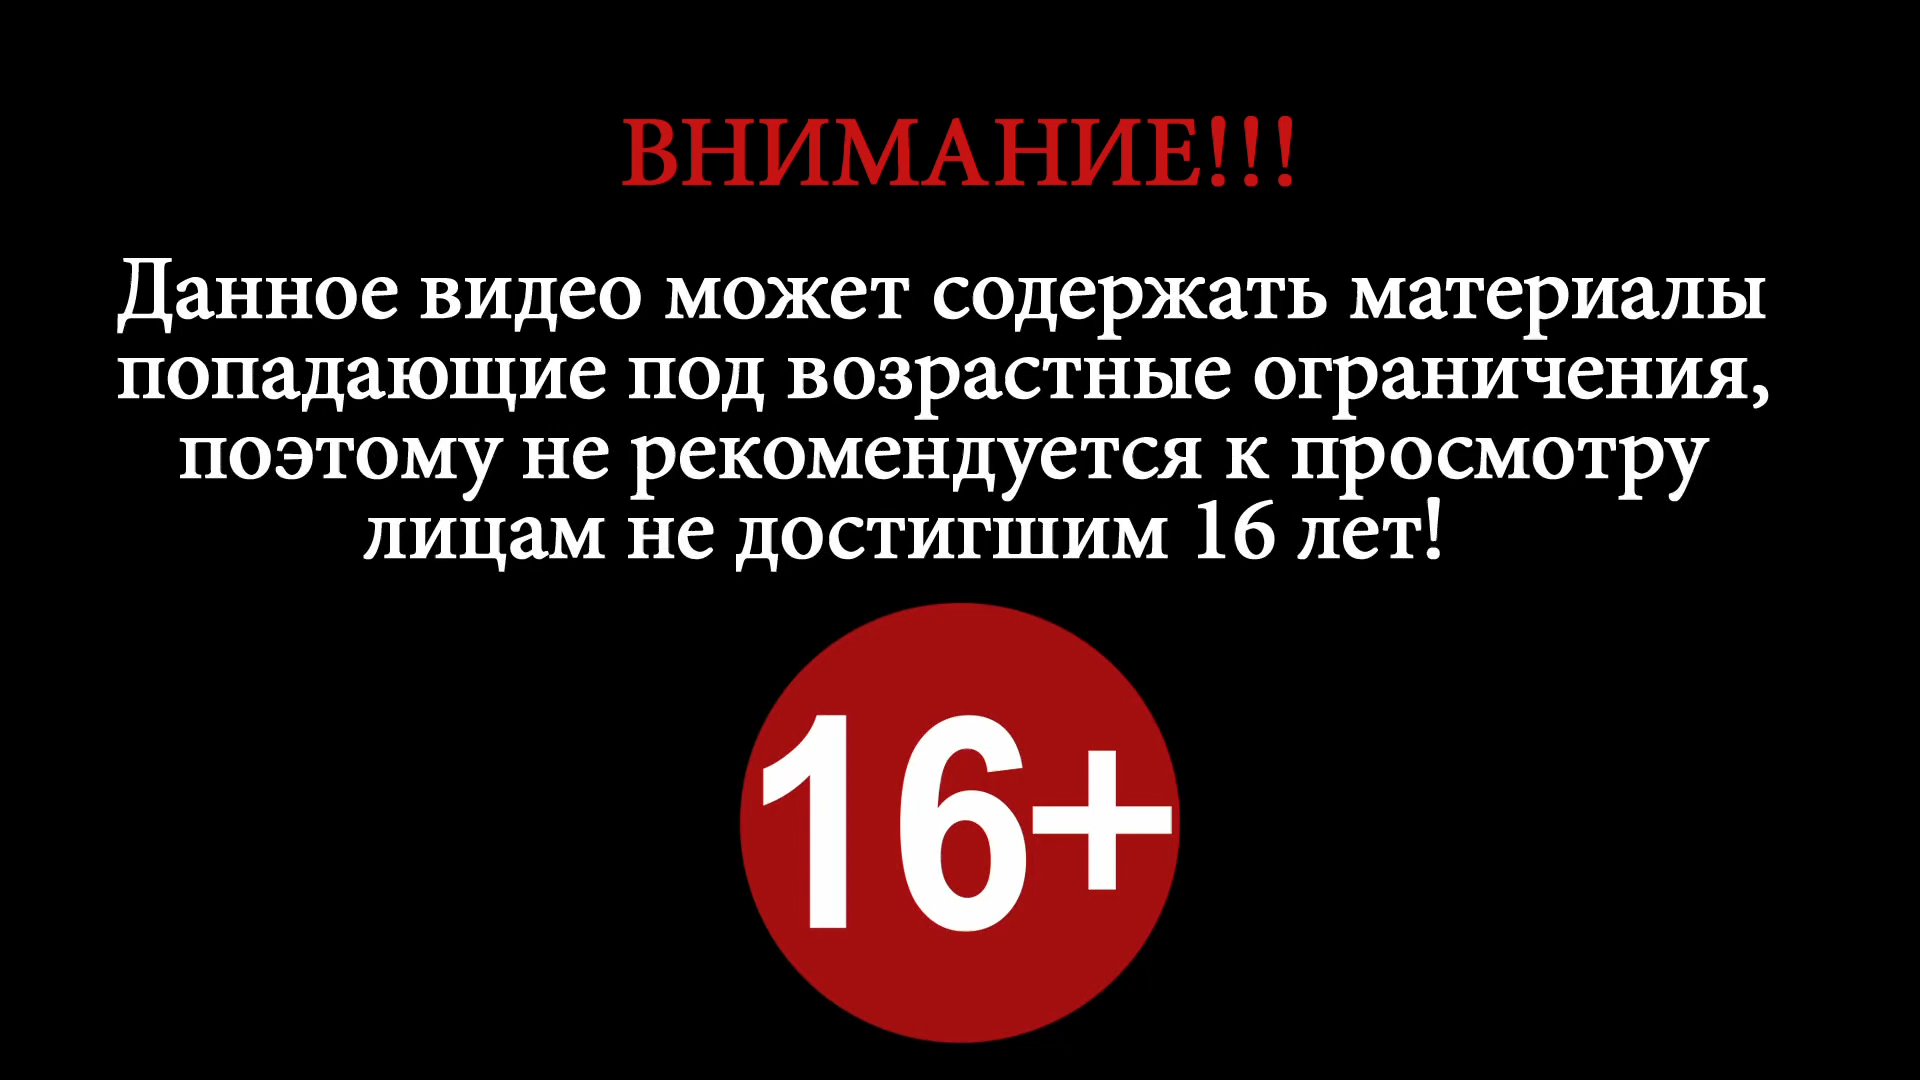 ВНИМАНИЕ!!!
Данное видео может содержать материалы
попадающие под возрастные ограничения,
поэтому не рекомендуется к просмотру
лицам не достигшим 16 лет!
16+